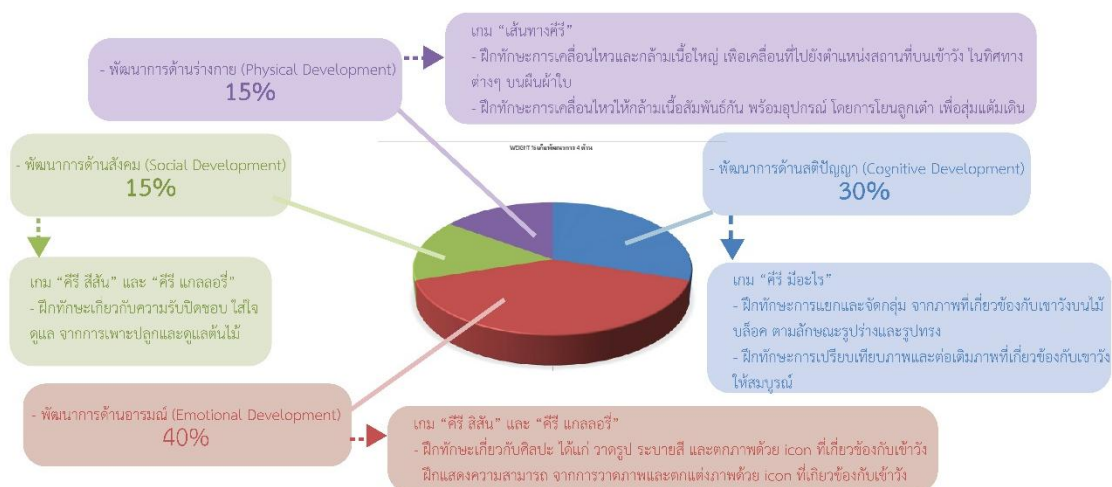 - พัฒนาการด้านร่างกาย (Physical Development)
15%
เกม “เส้นทางคีรี”
- ฝึกทักษะการเคลื่อนไหวและกล้ามเนื้อใหญ่ เพื่อเคลื่อนที่ไปยังตำแหน่งสถานที่บนเข้าวัง ในทิศทาง
ต่างๆ บนผืนผ้าใบ
- ฝึกทักษะการเคลื่อนไหวให้กล้ามเนื้อสัมพันธ์กัน พร้อมอุปกรณ์ โดยการโยนลูกเต๋า เพื่อสุ่มแต้มเดิน
- พัฒนาการด้านสังคม (Social Development)
15%
4 ด้าน
- พัฒนาการด้านสติปัญญา (Cognitive Development)
30%
เกม “คีรี สีสัน” และ “คีรี แกลลอรี่”
- ฝึกทักษะเกี่ยวกับความรับปิดชอบ ใส่ใจ
ดูแล จากการเพาะปลูกและดูแลต้นไม้
เกม “คีรี มีอะไร”
- ฝึกทักษะการแยกและจัดกลุ่ม จากภาพที่เกี่ยวข้องกับเขาวังบนไม้
บล็อค ตามลักษณะรูปร่างและรูปทรง
- ฝึกทักษะการเปรียบเทียบภาพและต่อเติมภาพที่เกี่ยวข้องกับเขาวัง
ให้สมบูรณ์
- พัฒนาการด้านอารมณ์ (Emotional Development)
40%
เกม “คีรี สีสัน” และ “คีรี แกลลอรี่”
- ฝึกทักษะเกี่ยวกับศิลปะ ได้แก่ วาดรูป ระบายสี และตกภาพด้วย icon ที่เกี่ยวข้องกับเข้าวัง
ฝึกแสดงความสามารถ จากการวาดภาพและตกแต่งภาพด้วย icon ที่เกี่ยวข้องกับเข้าวัง